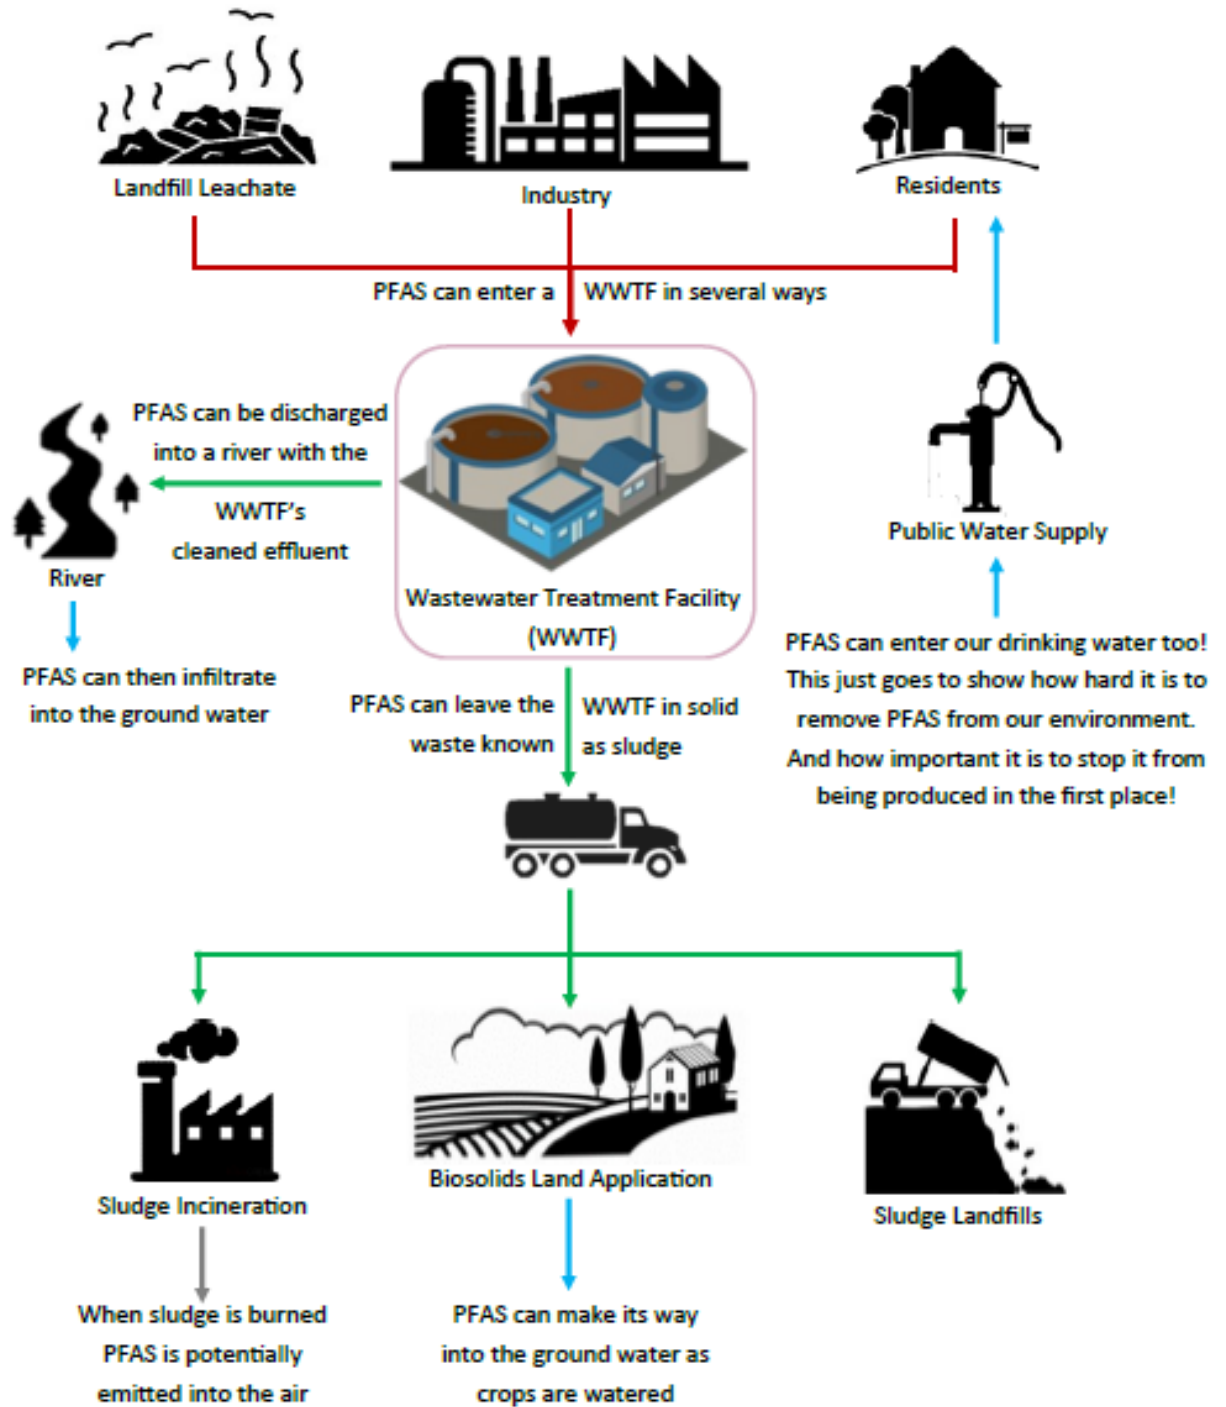 Landfill Leachate
Industry
Residents
PFAS can enter a WWTF in several ways
PFAS can be discharged
into a river with the
WWTF's
cleaned effluent
River
PFAS can then infiltrate
into the ground water
Wastewater Treatment Facility
(WWTF)
Public Water Supply
PFAS can enter our drinking water too!
This just goes to show how hard it is to
remove PFAS from our environment.
And how important it is to stop it from
being produced in the first place!
PFAS can leave the WWTF in solid
waste known as sludge
Sludge Incineration
Biosolids Land Application
Sludge Landfills
When sludge is burned
PFAS is potentially
emitted into the air
PFAS can make its way
into the ground water as
crops are watered